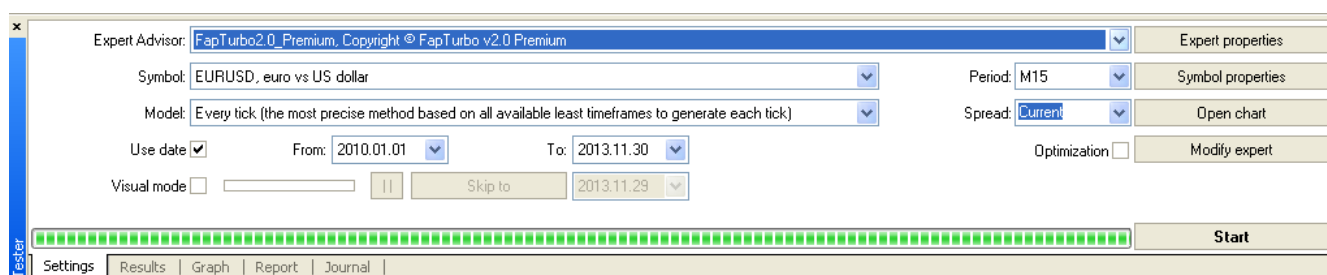 Expert Advisor: FapTurbo2.0_Premium, Copyright © FapTurbo v2.0 Premium Expert properties
Symbol: EURUSD, euro vs US dollar Period: M15 Symbol properties
Model: Every tick (the most precise method based on all available least timeframes to generate each tick) Spread: Current Open chart
Use date From: 2010.01.01 To: 2013.11.30 Optimization Modify expert
Visual mode Skip to 2013.11.29
Start
Tester
Settings | Results | Graph | Report | Journal |